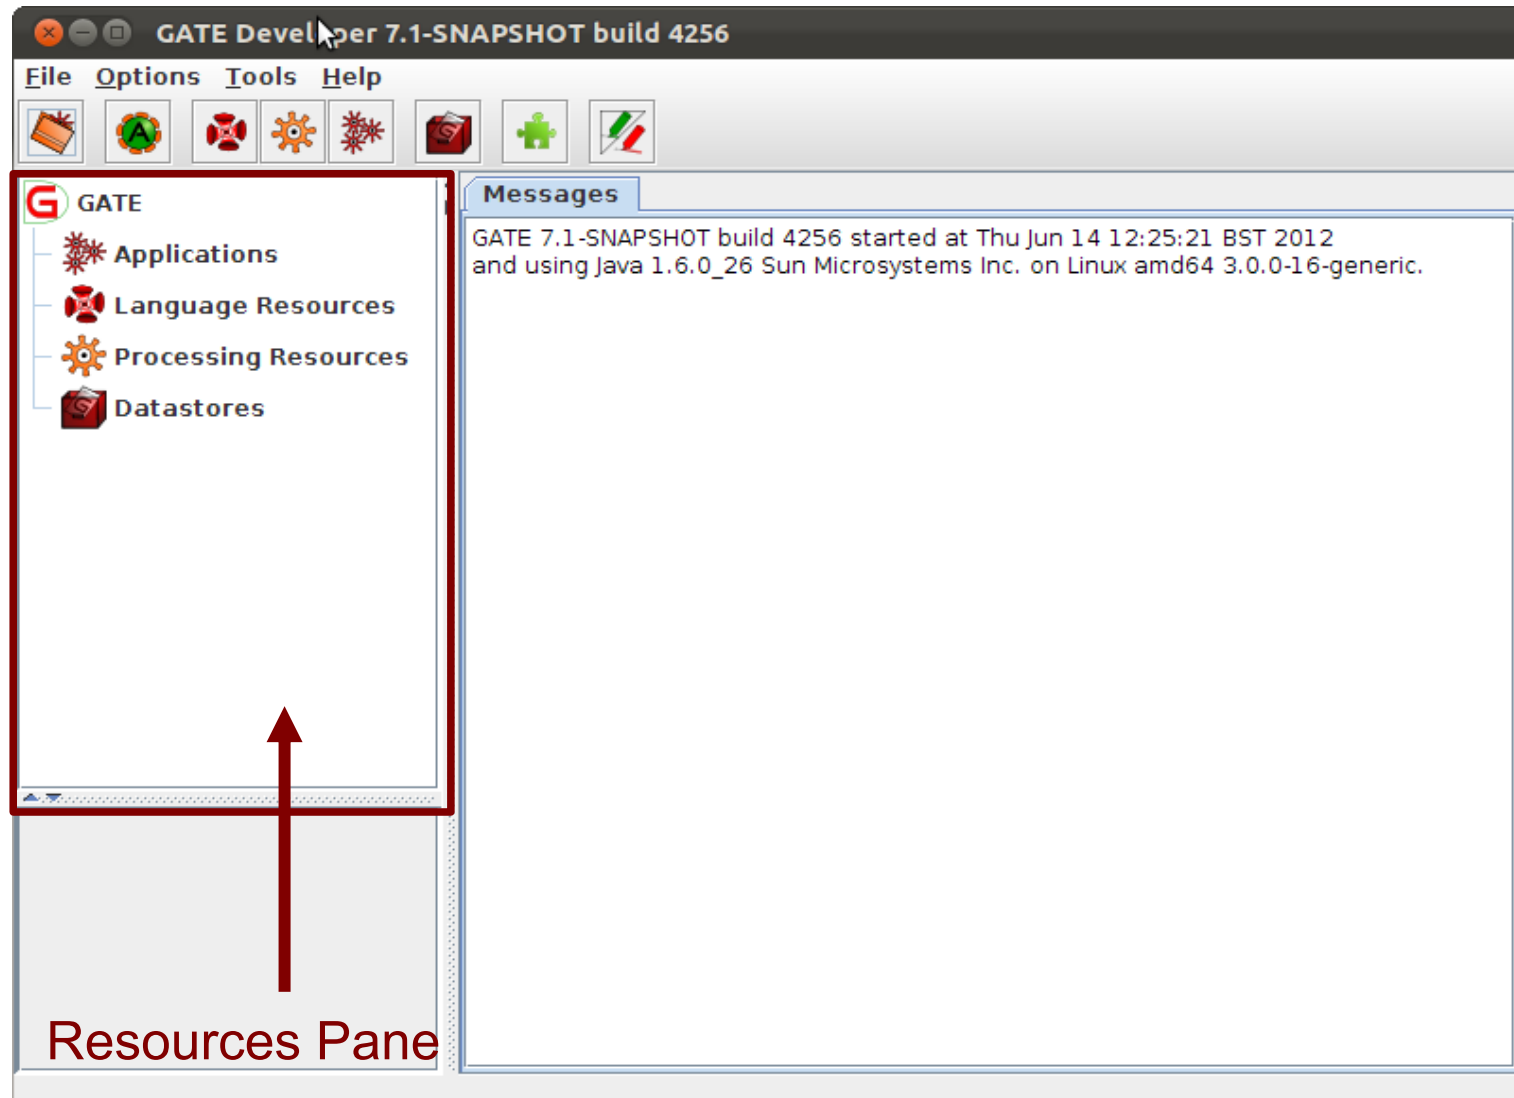 GATE Developer 7.1-SNAPSHOT build 4256
File Options Tools Help
GATE
Applications
Language Resources
Processing Resources
Datastores
Messages
GATE 7.1-SNAPSHOT build 4256 started at Thu Jun 14 12:25:21 BST 2012
and using Java 1.6.0_26 Sun Microsystems Inc. on Linux amd64 3.0.0-16-generic.
Resources Pane